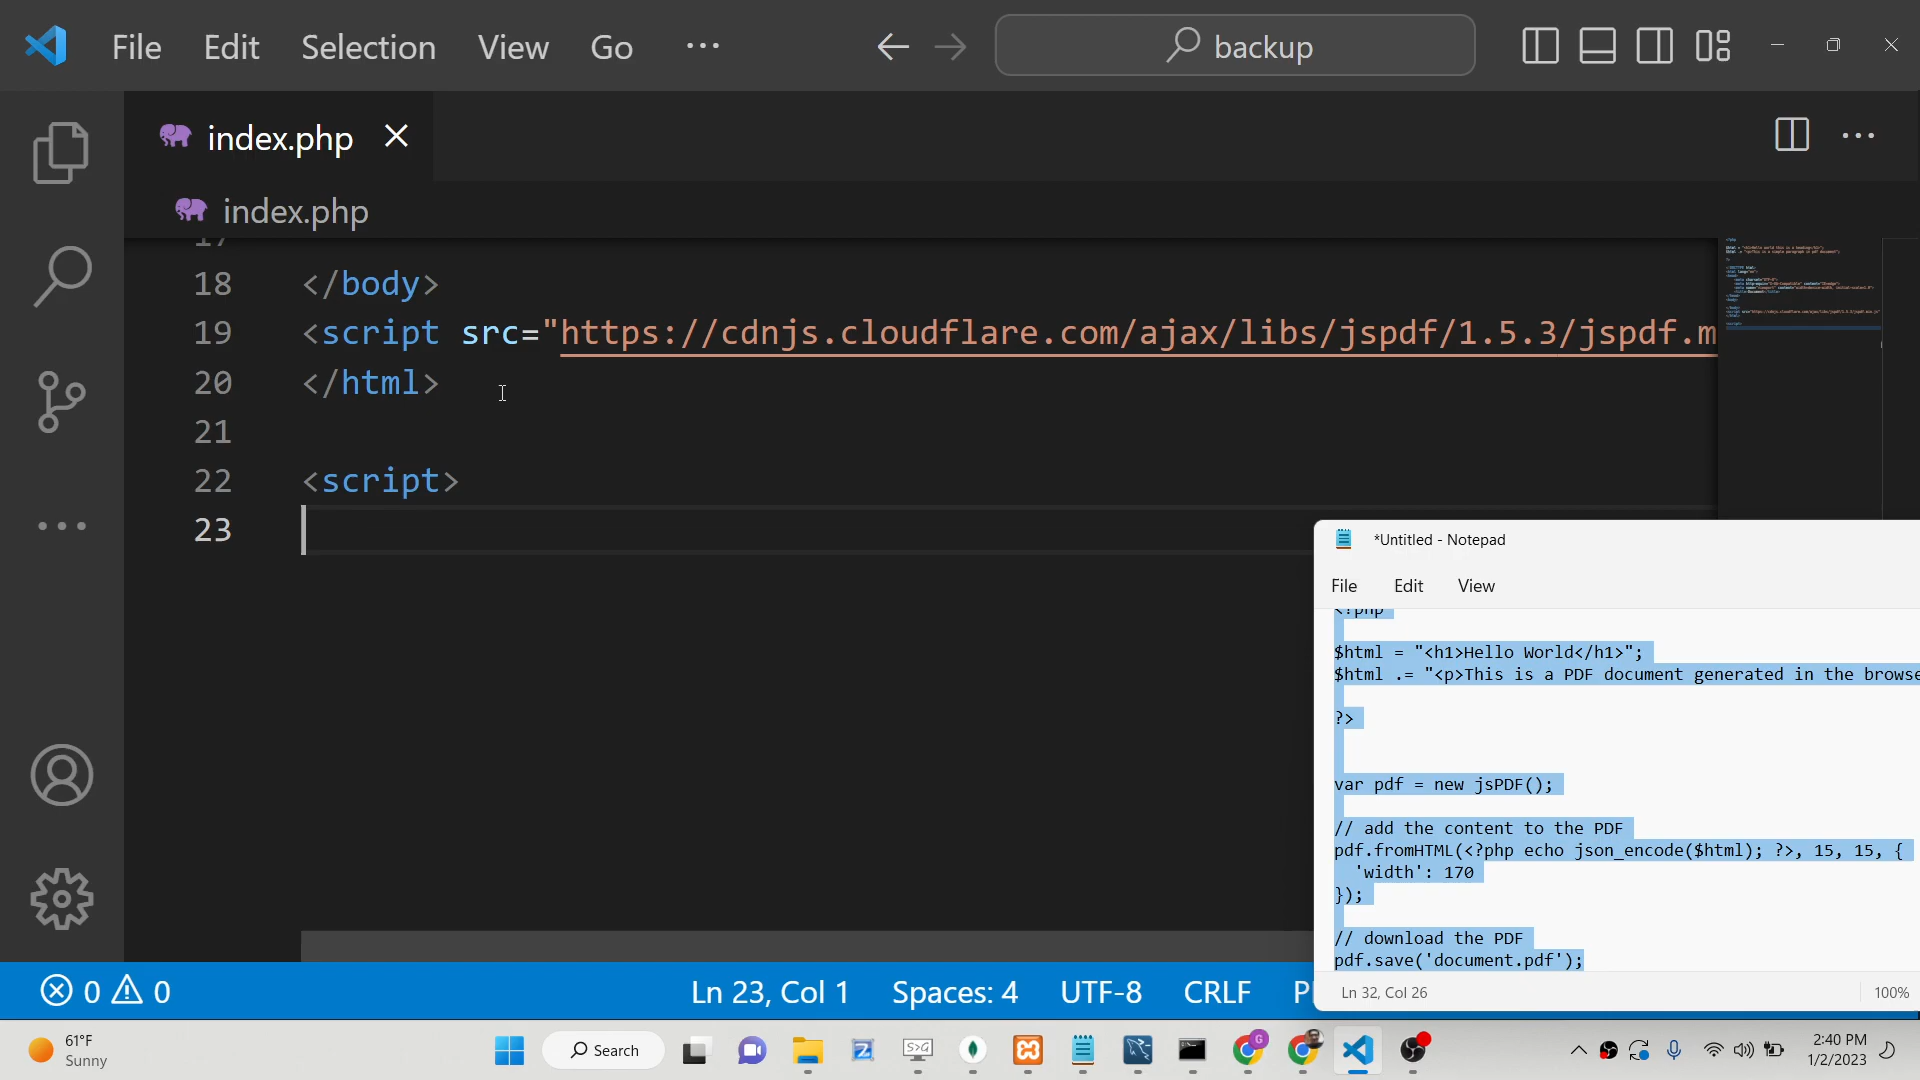 File Edit Selection View Go ··· backup
index.php
index.php
17
18 </body>
19 <script src="https://cdnjs.cloudflare.com/ajax/libs/jspdf/1.5.3/jspdf.m
20 </html>
21
22 <script>
23
*Untitled - Notepad
File Edit View
<?php
$html = "<h1>Hello World</h1>";
$html .= "<p>This is a PDF document generated in the browse
?>
var pdf = new jsPDF();
// add the content to the PDF
pdf.fromHTML(<?php echo json_encode($html); ?>, 15, 15, {
'width': 170
});
// download the PDF
pdf.save('document.pdf');
Ln 32, Col 26 100%
0 0 Ln 23, Col 1 Spaces: 4 UTF-8 CRLF P
61°F
Sunny
Search
2:40 PM
1/2/2023